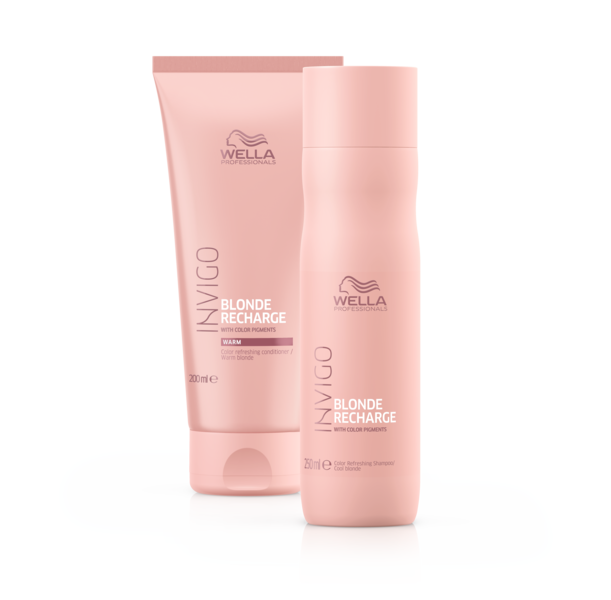 WELLA
PROFESSIONALS
INVIGO
BLONDE
RECHARGE
WITH COLOR PIGMENTS
WARM
Color refreshing conditioner /
Warm blonde
200 ml e
WELLA
PROFESSIONALS
INVIGO
BLONDE
RECHARGE
WITH COLOR PIGMENTS
250 ml e
Color Refreshing Shampoo/
Cool blonde